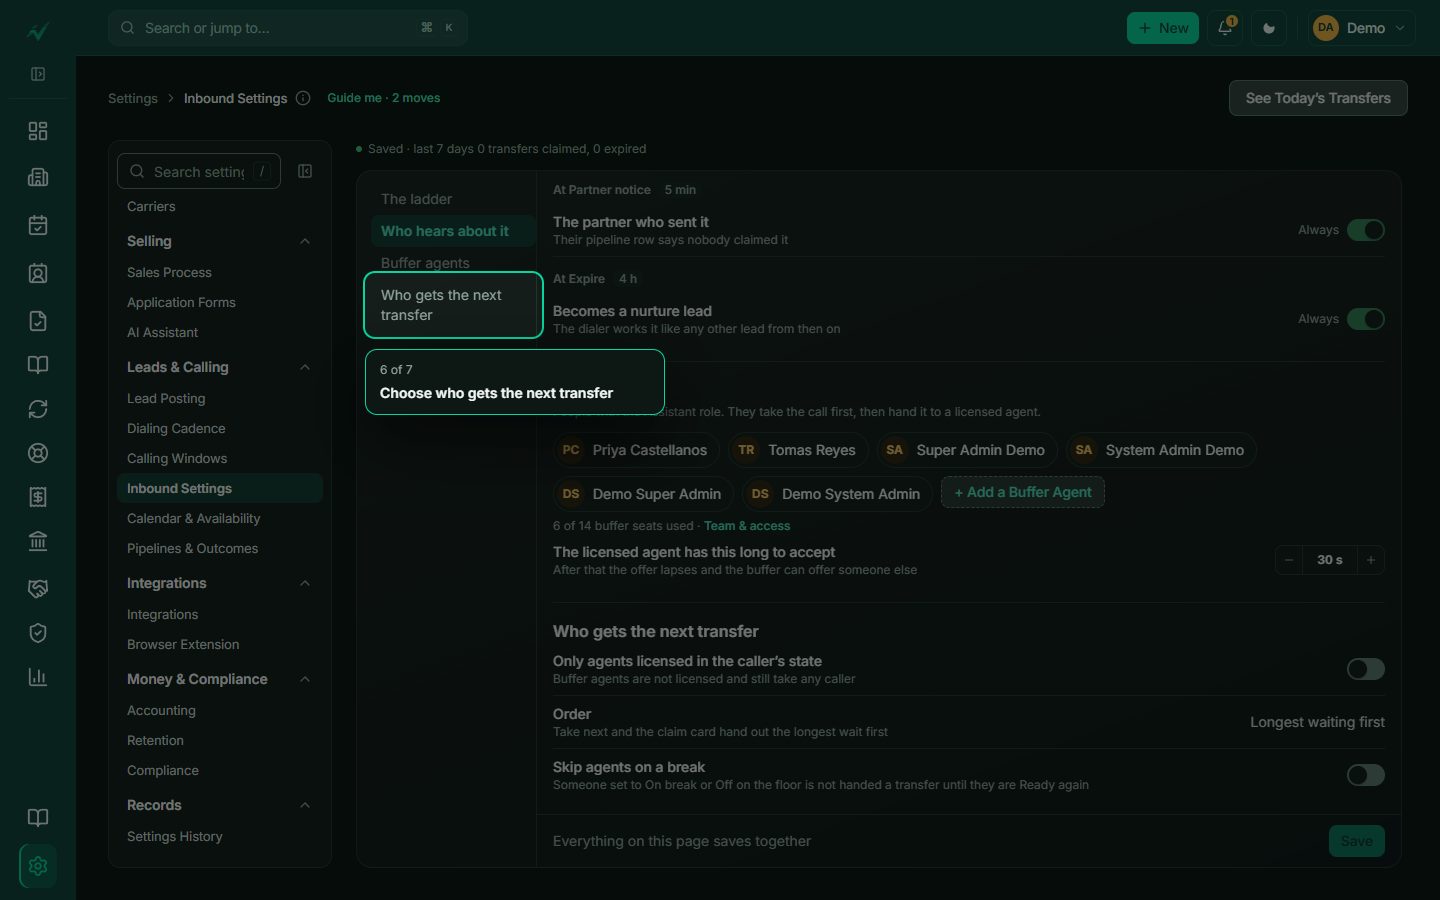 Search or jump to...
⌘ K
+ New
1
DA
Demo
Settings > Inbound Settings
Guide me · 2 moves
See Today's Transfers
Search setting
/
Carriers
Selling
Sales Process
Application Forms
AI Assistant
Leads & Calling
Lead Posting
Dialing Cadence
Calling Windows
Inbound Settings
Calendar & Availability
Pipelines & Outcomes
Integrations
Integrations
Browser Extension
Money & Compliance
Accounting
Retention
Compliance
Records
Settings History
Saved · last 7 days 0 transfers claimed, 0 expired
The ladder
Who hears about it
Buffer agents
Who gets the next
transfer
6 of 7
Choose who gets the next transfer
At Partner notice 5 min
The partner who sent it
Their pipeline row says nobody claimed it
Always
At Expire 4 h
Becomes a nurture lead
The dialer works it like any other lead from then on
Always
role. They take the call first, then hand it to a licensed agent.
PC Priya Castellanos
TR Tomas Reyes
SA Super Admin Demo
SA System Admin Demo
DS Demo Super Admin
DS Demo System Admin
+ Add a Buffer Agent
6 of 14 buffer seats used · Team & access
The licensed agent has this long to accept
After that the offer lapses and the buffer can offer someone else
− 30 s +
Who gets the next transfer
Only agents licensed in the caller's state
Buffer agents are not licensed and still take any caller
Order
Take next and the claim card hand out the longest wait first
Longest waiting first
Skip agents on a break
Someone set to On break or Off on the floor is not handed a transfer until they are Ready again
Everything on this page saves together
Save